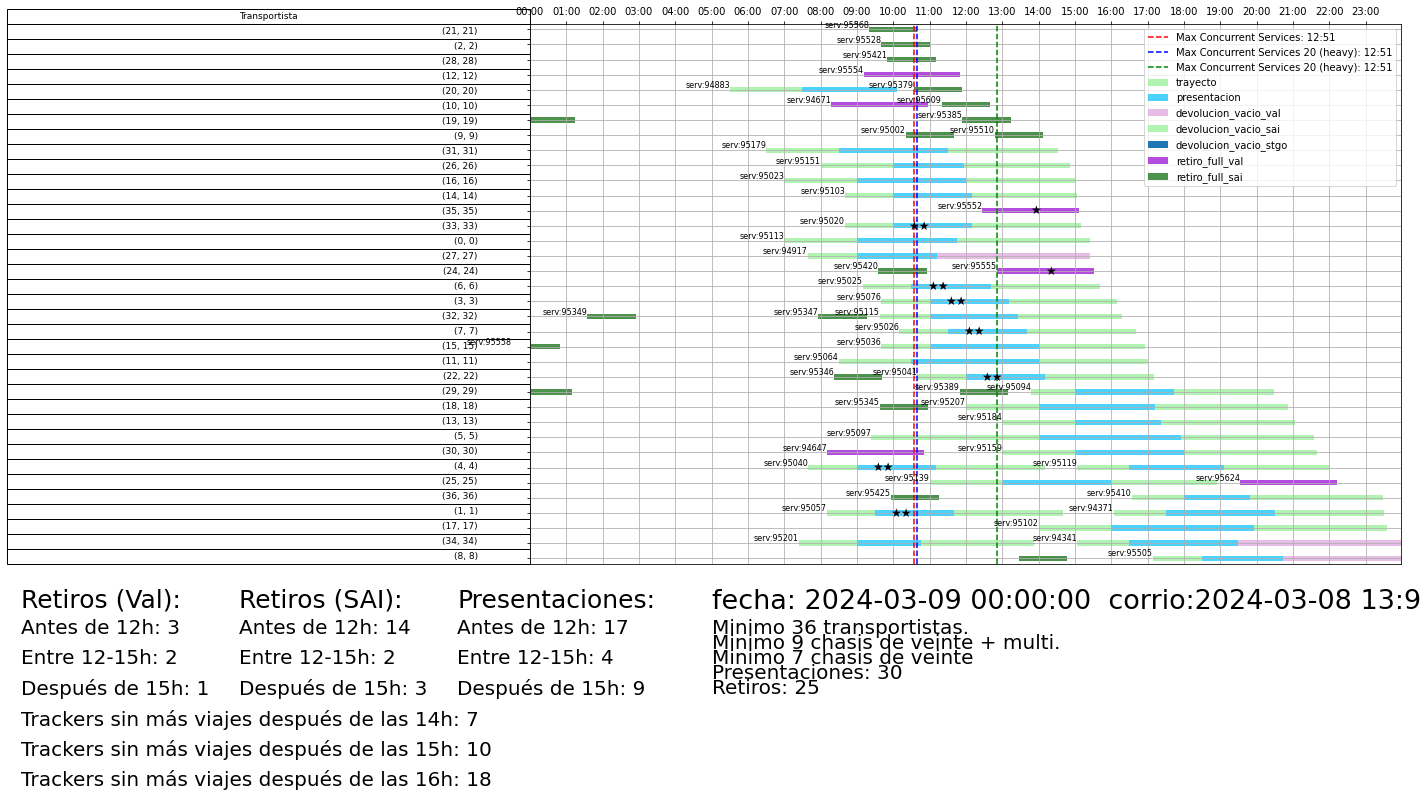 Transportista
00:00 01:00 02:00 03:00 04:00 05:00 06:00 07:00 08:00 09:00 10:00 11:00 12:00 13:00 14:00 15:00 16:00 17:00 18:00 19:00 20:00 21:00 22:00 23:00
Max Concurrent Services: 12:51
Max Concurrent Services 20 (heavy): 12:51
Max Concurrent Services 20 (heavy): 12:51
trayecto
presentacion
devolucion_vacio_val
devolucion_vacio_sai
devolucion_vacio_stgo
retiro_full_val
retiro_full_sai
(21, 21)
(2, 2) serv:95528
(28, 28) serv:95421
(12, 12) serv:95554
(20, 20) serv:94883 serv:95379
(10, 10) serv:94671 serv:95609
(19, 19) serv:95385
(9, 9) serv:95002 serv:95510
(31, 31) serv:95179
(26, 26) serv:95151
(16, 16) serv:95023
(14, 14) serv:95103
(35, 35) serv:95552
(33, 33) serv:95020
(0, 0) serv:95113
(27, 27) serv:94917
(24, 24) serv:95420 serv:95555
(6, 6) serv:95025
(3, 3) serv:95076
(32, 32) serv:95349 serv:95347 serv:95115
(7, 7) serv:95026
(15, 15) serv:95558 serv:95036
(11, 11) serv:95064
(22, 22) serv:95346 serv:95041
(29, 29) serv:95389 serv:95094
(18, 18) serv:95345 serv:95207
(13, 13) serv:95184
(5, 5) serv:95097
(30, 30) serv:94647 serv:95159
(4, 4) serv:95040 serv:95119
(25, 25) serv:95624
(36, 36) serv:95425 serv:95410
(1, 1) serv:95057 serv:94371
(17, 17) serv:95102
(34, 34) serv:95201 serv:94341
(8, 8) serv:95505
Retiros (Val):
Antes de 12h: 3
Entre 12-15h: 2
Después de 15h: 1
Retiros (SAI):
Antes de 12h: 14
Entre 12-15h: 2
Después de 15h: 3
Presentaciones:
Antes de 12h: 17
Entre 12-15h: 4
Después de 15h: 9
Trackers sin más viajes después de las 14h: 7
Trackers sin más viajes después de las 15h: 10
Trackers sin más viajes después de las 16h: 18
fecha: 2024-03-09 00:00:00 corrio:2024-03-08 13:9
Minimo 36 transportistas.
Minimo 9 chasis de veinte + multi.
Minimo 7 chasis de veinte
Presentaciones: 30
Retiros: 25